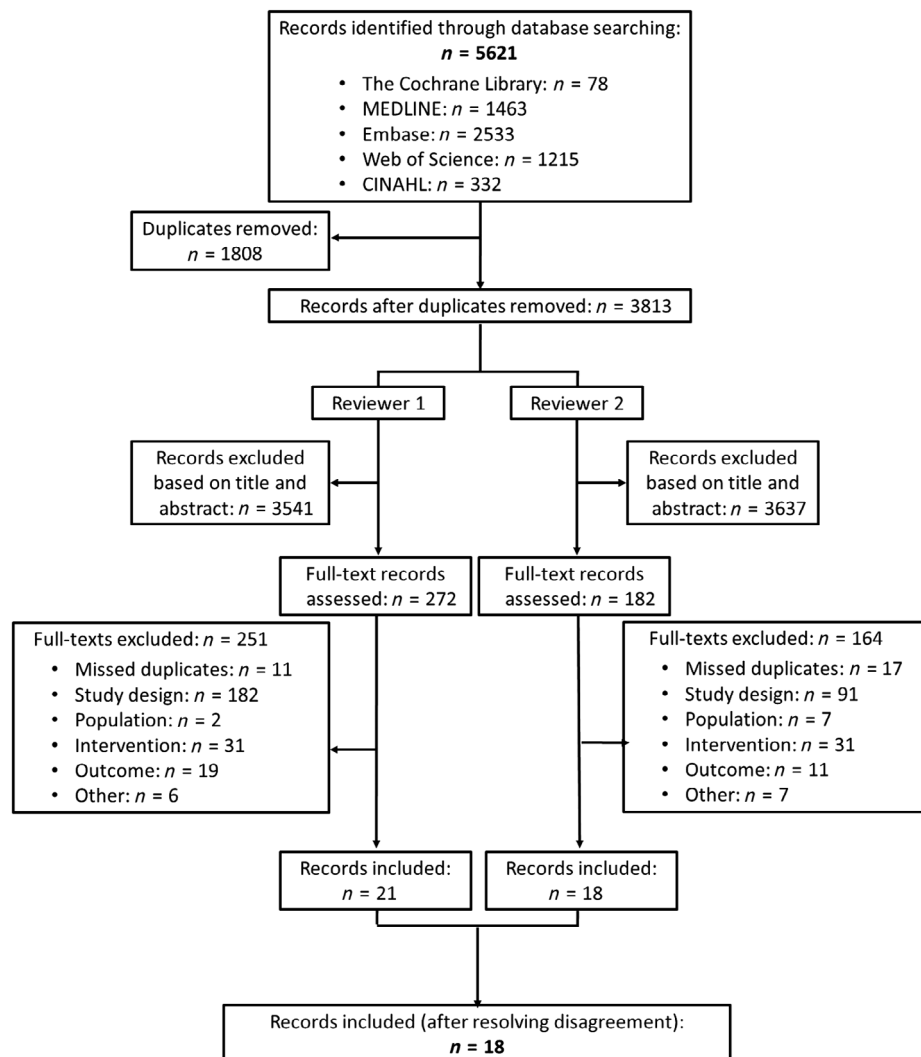 Records identified through database searching:
n = 5621
• The Cochrane Library: n = 78
• MEDLINE: n = 1463
• Embase: n = 2533
• Web of Science: n = 1215
• CINAHL: n = 332
Duplicates removed:
n = 1808
Records after duplicates removed: n = 3813
Reviewer 1
Reviewer 2
Records excluded
based on title and
abstract: n = 3541
Records excluded
based on title and
abstract: n = 3637
Full-text records
assessed: n = 272
Full-text records
assessed: n = 182
Full-texts excluded: n = 251
• Missed duplicates: n = 11
• Study design: n = 182
• Population: n = 2
• Intervention: n = 31
• Outcome: n = 19
• Other: n = 6
Full-texts excluded: n = 164
• Missed duplicates: n = 17
• Study design: n = 91
• Population: n = 7
• Intervention: n = 31
• Outcome: n = 11
• Other: n = 7
Records included:
n = 21
Records included:
n = 18
Records included (after resolving disagreement):
n = 18